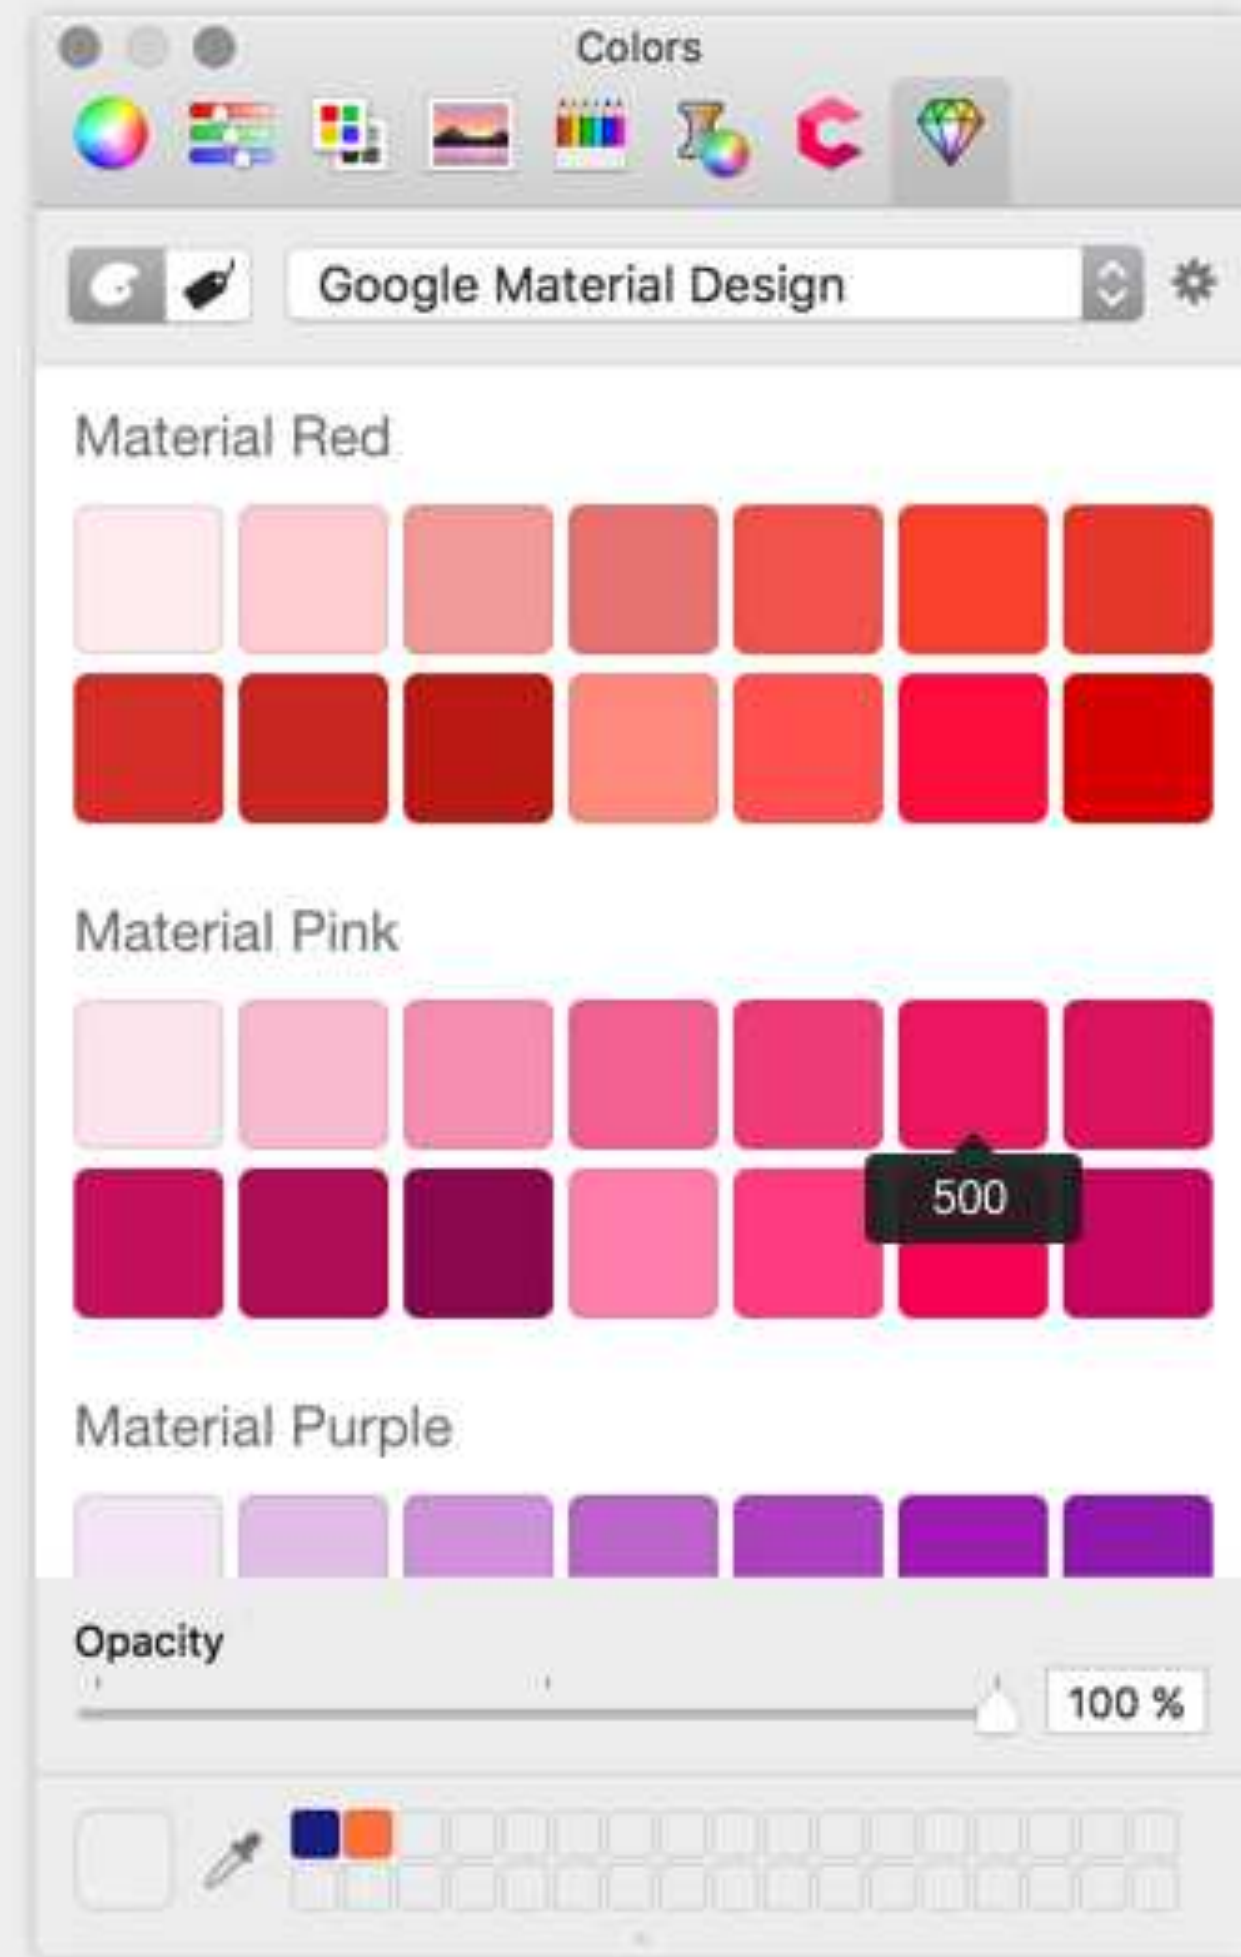 Colors
Google Material Design
Material Red
Material Pink
500
Material Purple
Opacity
100 %